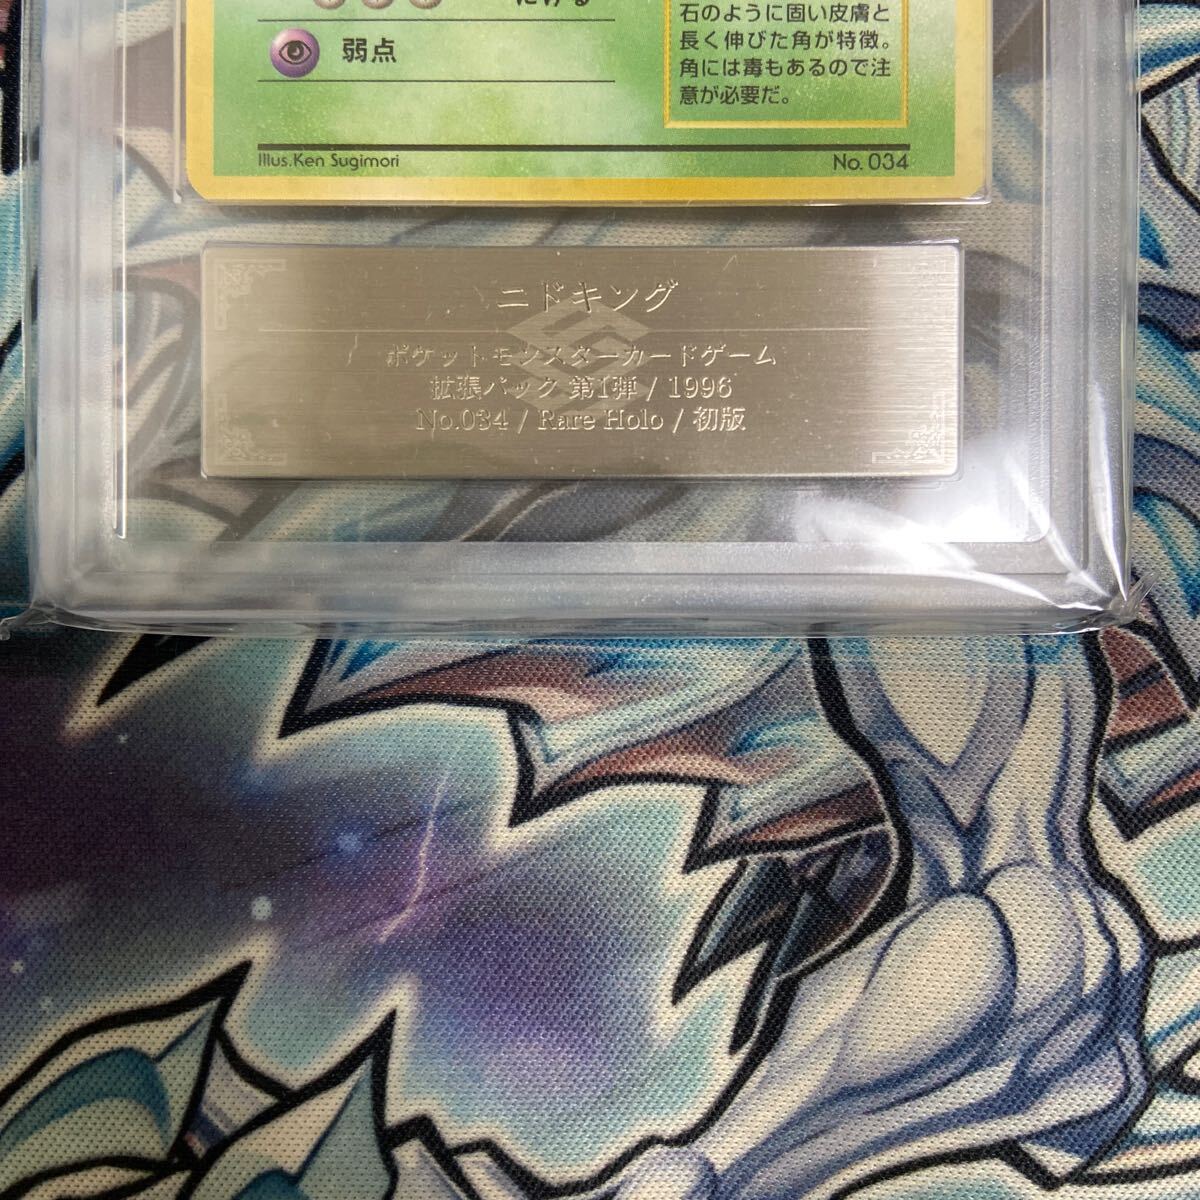 にげる
弱点
石のように固い皮膚と
長く伸びた角が特徴。
角には毒もあるので注
意が必要だ。
Illus.Ken Sugimori
No. 034
ニドキング
ポケットモンスターカードゲーム
拡張パック 第1弾 / 1996
No.034 / Rare Holo / 初版